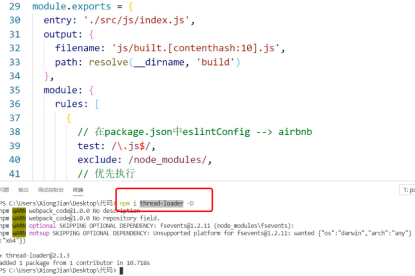 29 module.exports = {
30 entry: './src/js/index.js',
31 output: {
32 filename: 'js/built.[contenthash:10].js',
33 path: resolve(__dirname, 'build')
34 },
35 module: {
36 rules: [
37 {
38 // 在package.json中eslintConfig --> airbnb
39 test: /\.js$/,
40 exclude: /node_modules/,
41 // 优先执行
问题 输出 调试控制台 终端 1: po
PS C:\Users\XiongJian\Desktop\代码> npm i thread-loader -D
npm WARN webpack_code@1.0.0 No description
npm WARN webpack_code@1.0.0 No repository field.
npm WARN optional SKIPPING OPTIONAL DEPENDENCY: fsevents@1.2.11 (node_modules\fsevents):
npm WARN notsup SKIPPING OPTIONAL DEPENDENCY: Unsupported platform for fsevents@1.2.11: wanted {"os":"darwin","arch":"any"}
"x64"})
+ thread-loader@2.1.3
added 1 package from 1 contributor in 10.718s
PS C:\Users\XiongJian\Desktop\代码>